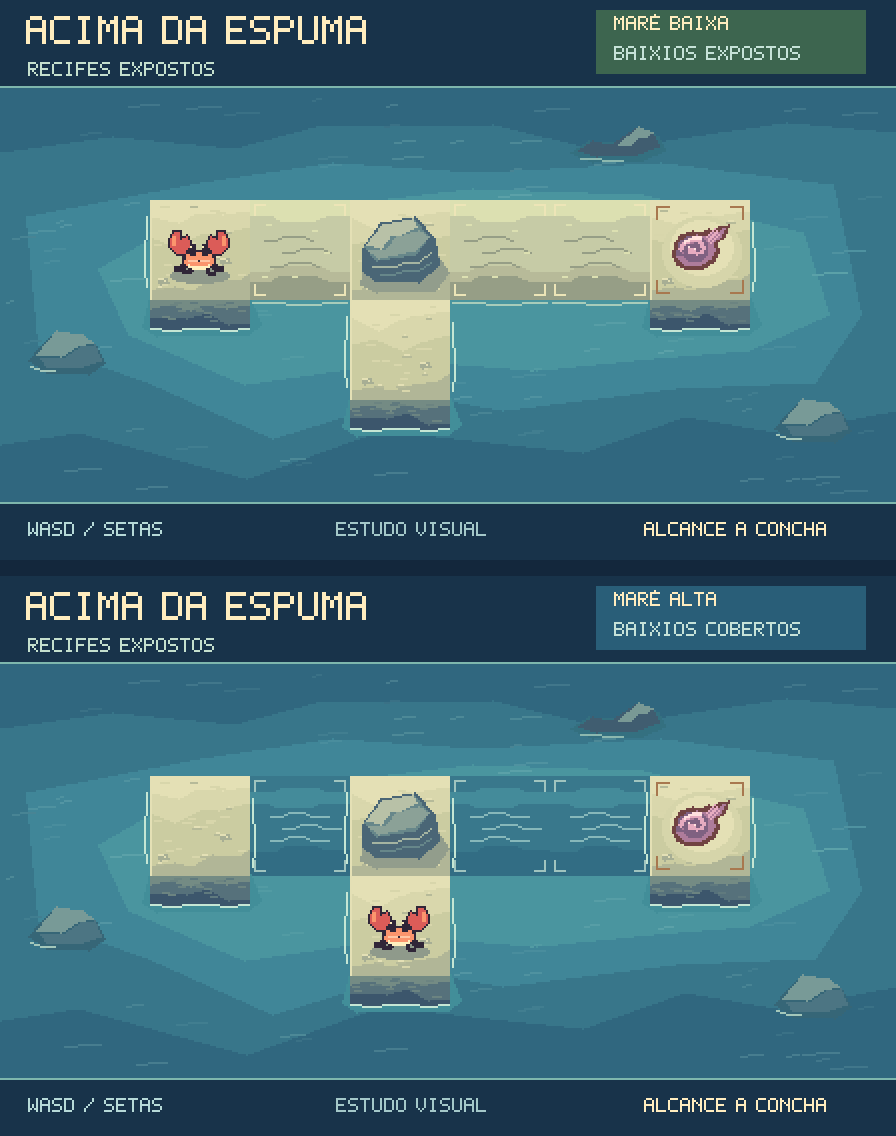 ACIMA DA ESPUMA
RECIFES EXPOSTOS
MARÉ BAIXA
BAIXIOS EXPOSTOS
WASD / SETAS
ESTUDO VISUAL
ALCANCE A CONCHA
ACIMA DA ESPUMA
RECIFES EXPOSTOS
MARÉ ALTA
BAIXIOS COBERTOS
WASD / SETAS
ESTUDO VISUAL
ALCANCE A CONCHA